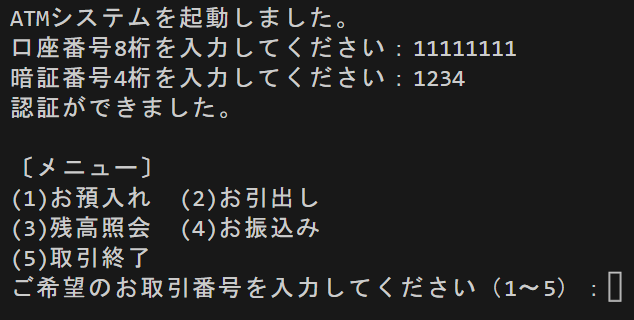 ATMシステムを起動しました。
口座番号8桁を入力してください：11111111
暗証番号4桁を入力してください：1234
認証ができました。
〔メニュー〕
(1)お預入れ　(2)お引出し
(3)残高照会　(4)お振込み
(5)取引終了
ご希望のお取引番号を入力してください（1～5）：